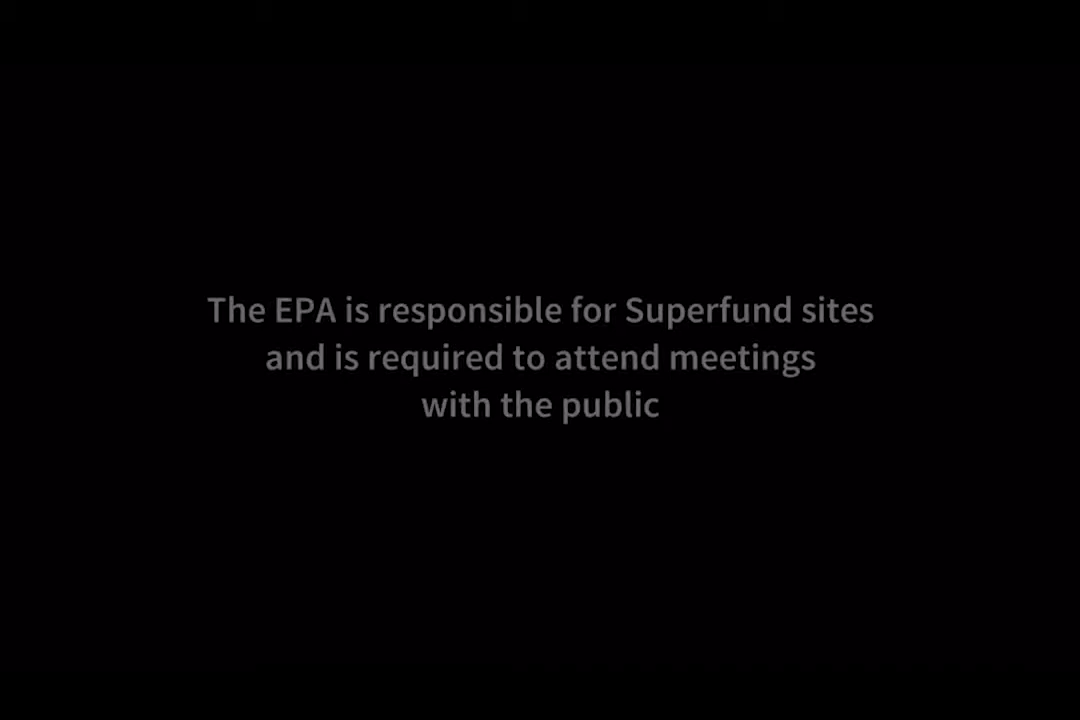 The EPA is responsible for Superfund sites
and is required to attend meetings
with the public